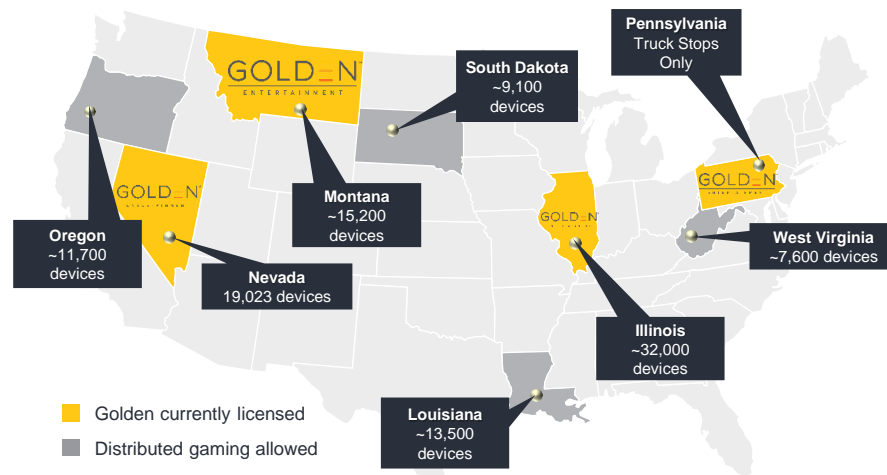 Pennsylvania
Truck Stops
Only
GOLDEN
ENTERTAINMENT
South Dakota
~9,100
devices
GOLDEN
GOLDEN
GOLDEN
Montana
~15,200
devices
Oregon
~11,700
devices
West Virginia
~7,600 devices
Nevada
19,023 devices
Illinois
~32,000
devices
Golden currently licensed
Louisiana
~13,500
devices
Distributed gaming allowed